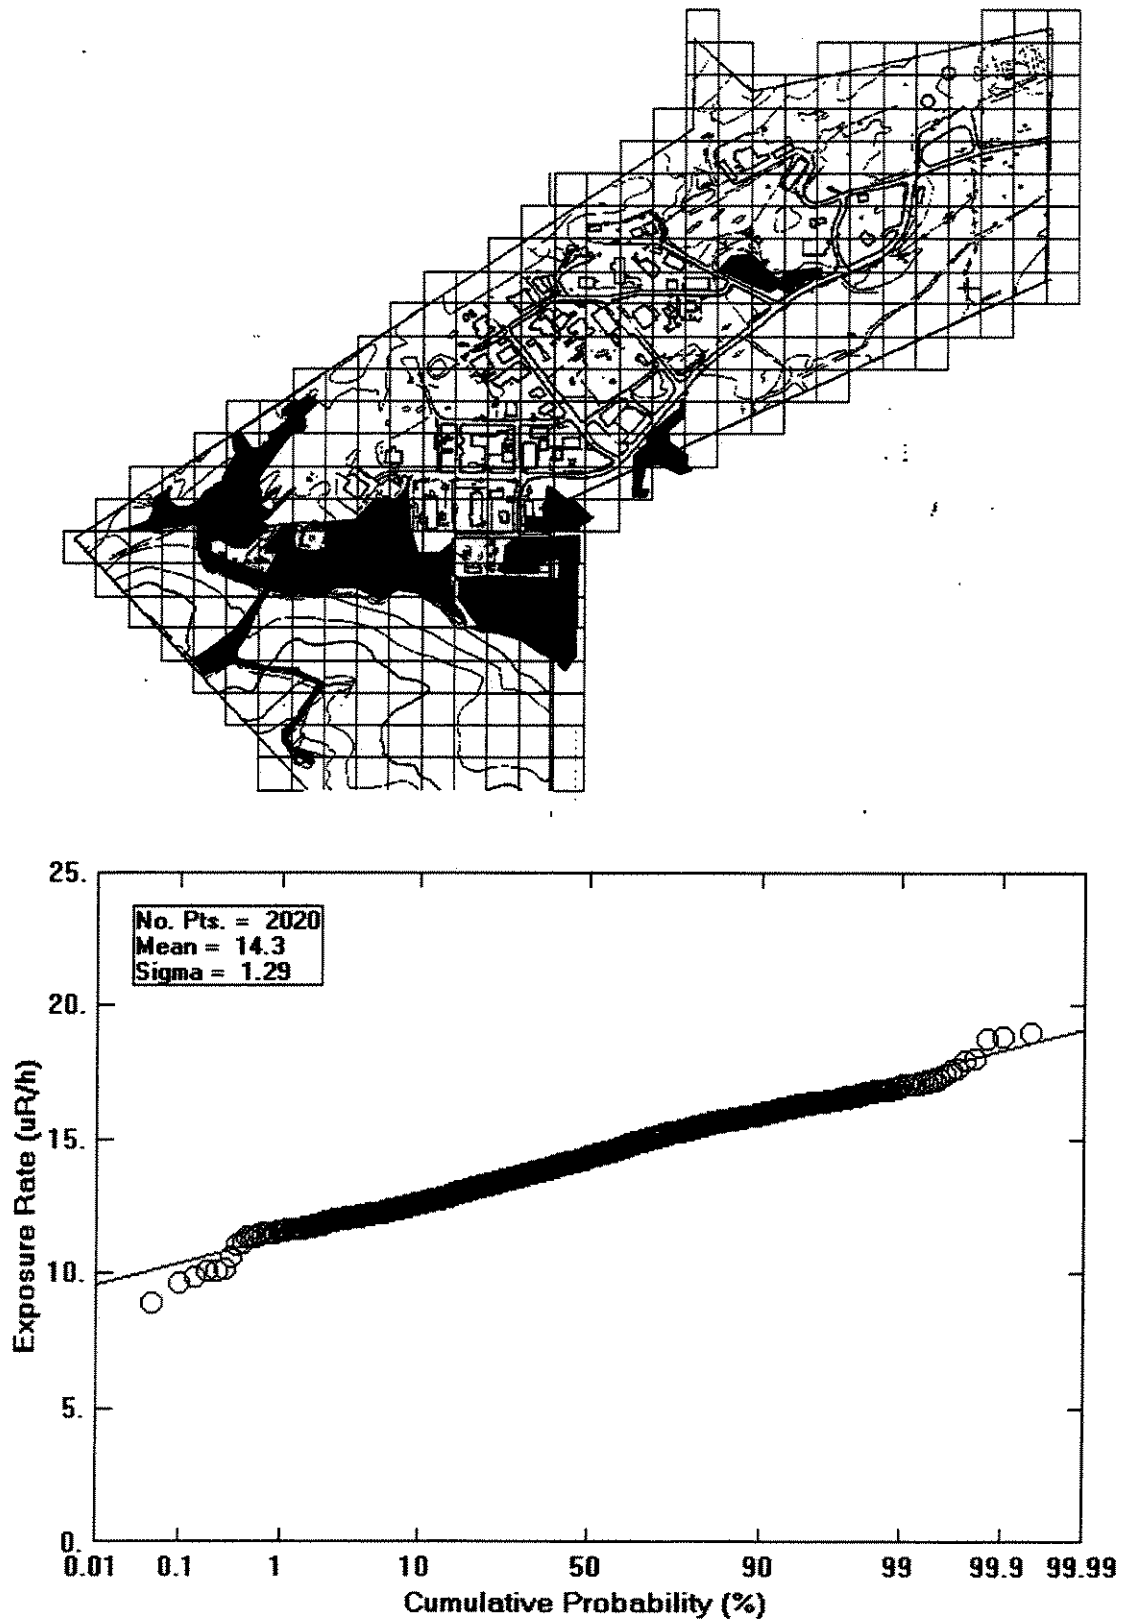 25.
No. Pts. = 2020
Mean = 14.3
Sigma = 1.29
20.
15.
10.
5.
0.
Exposure Rate (uR/h)
0.01 0.1 1 10 50 90 99 99.9 99.99
Cumulative Probability (%)